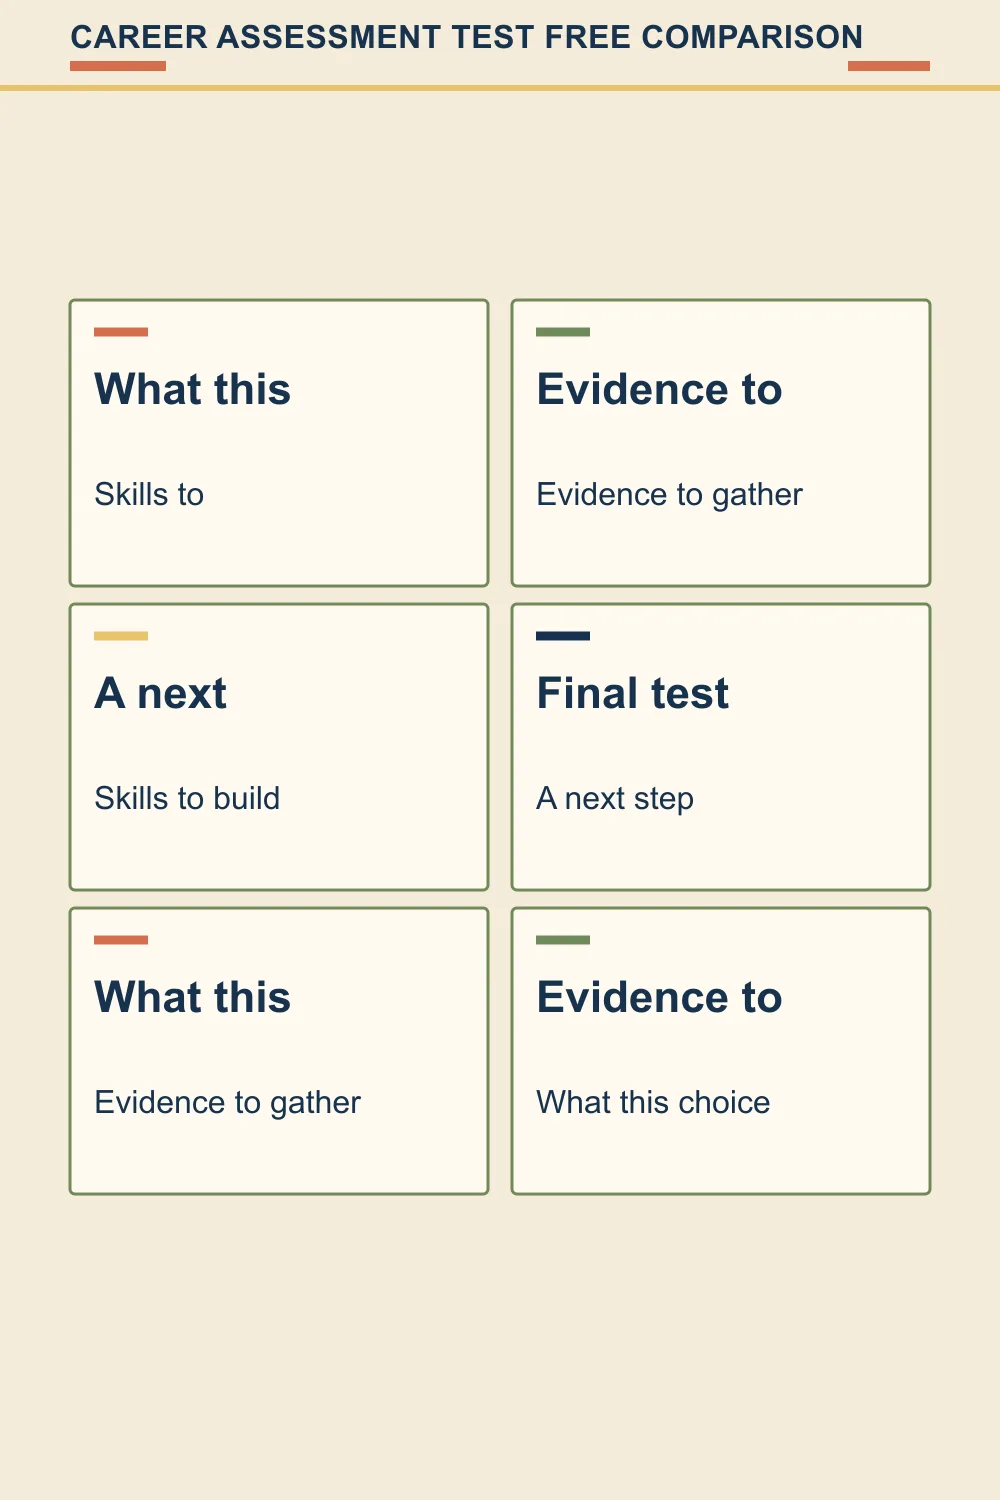 CAREER ASSESSMENT TEST FREE COMPARISON
What this
Skills to
Evidence to
Evidence to gather
A next
Skills to build
Final test
A next step
What this
Evidence to gather
Evidence to
What this choice